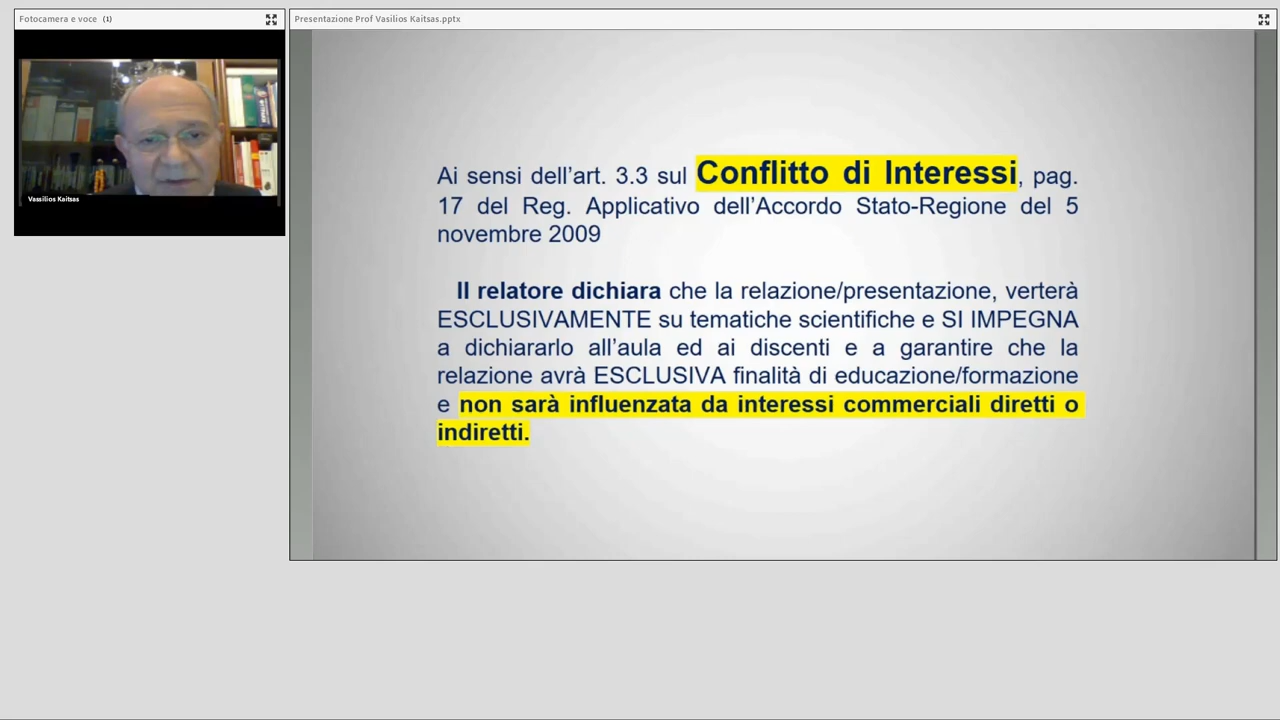 Fotocamera e voce (1)
Vassilios Kaitsas
Presentazione Prof Vasilios Kaitsas.pptx
Ai sensi dell’art. 3.3 sul Conflitto di Interessi, pag.
17 del Reg. Applicativo dell’Accordo Stato-Regione del 5
novembre 2009
Il relatore dichiara che la relazione/presentazione, verterà
ESCLUSIVAMENTE su tematiche scientifiche e SI IMPEGNA
a dichiararlo all’aula ed ai discenti e a garantire che la
relazione avrà ESCLUSIVA finalità di educazione/formazione
e non sarà influenzata da interessi commerciali diretti o
indiretti.